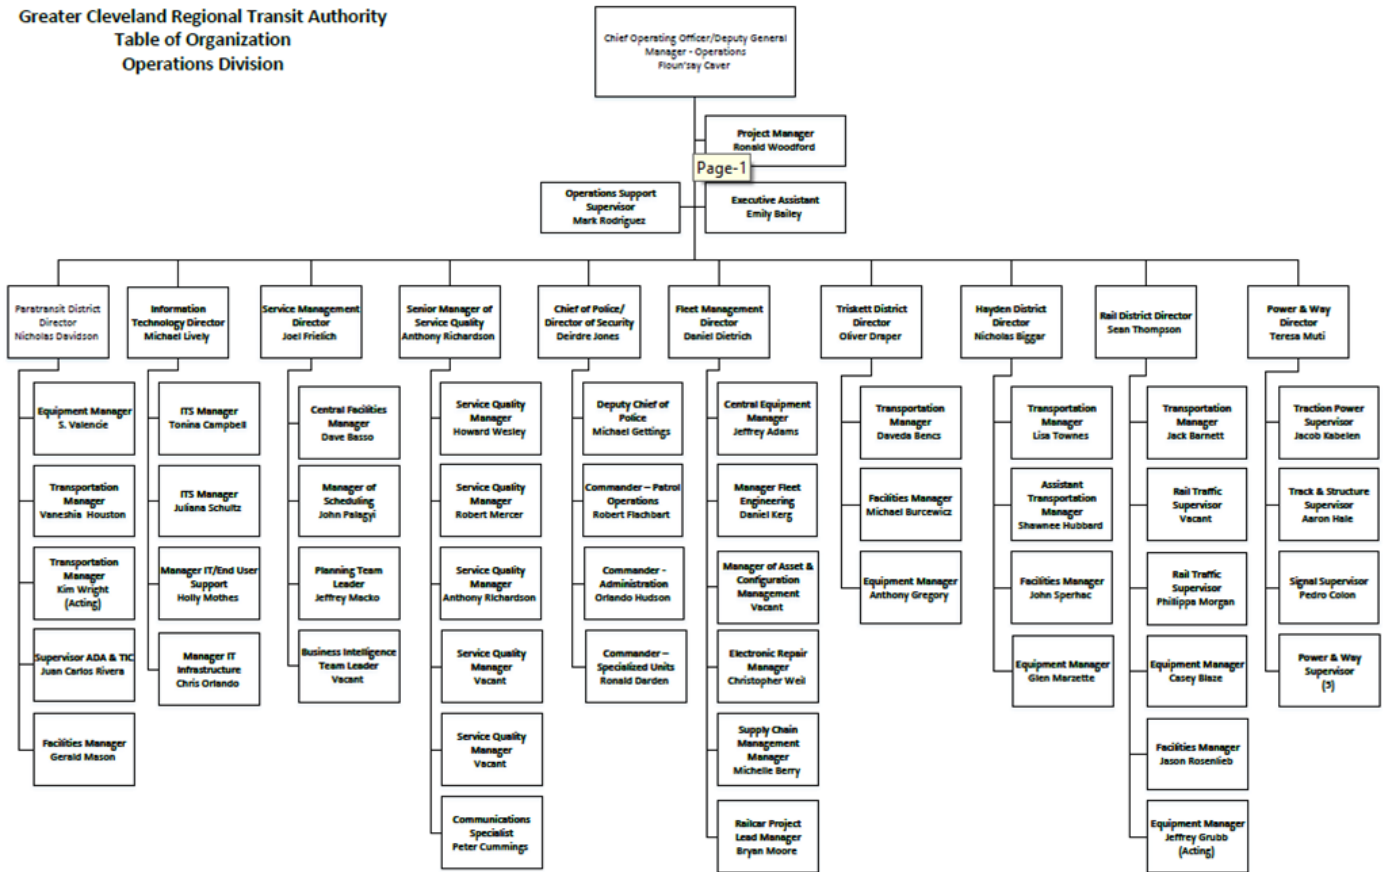 Greater Cleveland Regional Transit Authority
Table of Organization
Operations Division
Chief Operating Officer/Deputy General
Manager - Operations
Floun'say Caver
Project Manager
Ronald Woodford
Page-1
Operations Support
Supervisor
Mark Rodriguez
Executive Assistant
Emily Bailey
Paratransit District
Director
Nicholas Davidson
Information
Technology Director
Michael Lively
Service Management
Director
Joel Frielich
Senior Manager of
Service Quality
Anthony Richardson
Chief of Police/
Director of Security
Deirdre Jones
Fleet Management
Director
Daniel Dietrich
Triskett District
Director
Oliver Draper
Hayden District
Director
Nicholas Biggar
Rail District Director
Sean Thompson
Power & Way
Director
Teresa Muti
Equipment Manager
S. Valencie
Transportation
Manager
Vaneshia Houston
Transportation
Manager
Kim Wright
(Acting)
Supervisor ADA & TIC
Juan Carlos Rivera
Facilities Manager
Gerald Mason
ITS Manager
Tonina Campbell
ITS Manager
Juliana Schultz
Manager IT/End User
Support
Holly Mothes
Manager IT
Infrastructure
Chris Orlando
Central Facilities
Manager
Dave Basso
Manager of
Scheduling
John Palagyi
Planning Team
Leader
Jeffrey Macko
Business Intelligence
Team Leader
Vacant
Service Quality
Manager
Howard Wesley
Service Quality
Manager
Robert Mercer
Service Quality
Manager
Anthony Richardson
Service Quality
Manager
Vacant
Service Quality
Manager
Vacant
Communications
Specialist
Peter Cummings
Deputy Chief of
Police
Michael Gettings
Commander – Patrol
Operations
Robert Flachbart
Commander -
Administration
Orlando Hudson
Commander –
Specialized Units
Ronald Darden
Central Equipment
Manager
Jeffrey Adams
Manager Fleet
Engineering
Daniel Kerg
Manager of Asset &
Configuration
Management
Vacant
Electronic Repair
Manager
Christopher Weil
Supply Chain
Management
Manager
Michelle Berry
Railcar Project
Lead Manager
Bryan Moore
Transportation
Manager
Daveda Bencs
Facilities Manager
Michael Burcewicz
Equipment Manager
Anthony Gregory
Transportation
Manager
Lisa Townes
Assistant
Transportation
Manager
Shawnee Hubbard
Facilities Manager
John Sperhac
Equipment Manager
Glen Marzette
Transportation
Manager
Jack Barnett
Rail Traffic
Supervisor
Vacant
Rail Traffic
Supervisor
Phillippa Morgan
Equipment Manager
Casey Blaze
Facilities Manager
Jason Rosenlieb
Equipment Manager
Jeffrey Grubb
(Acting)
Traction Power
Supervisor
Jacob Kabelen
Track & Structure
Supervisor
Aaron Hale
Signal Supervisor
Pedro Colon
Power & Way
Supervisor
(5)